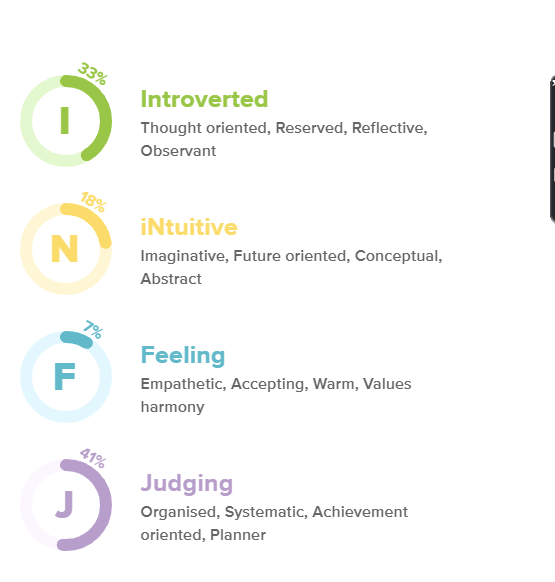 33%
I
Introverted
Thought oriented, Reserved, Reflective,
Observant
18%
N
iNtuitive
Imaginative, Future oriented, Conceptual,
Abstract
7%
F
Feeling
Empathetic, Accepting, Warm, Values
harmony
41%
J
Judging
Organised, Systematic, Achievement
oriented, Planner